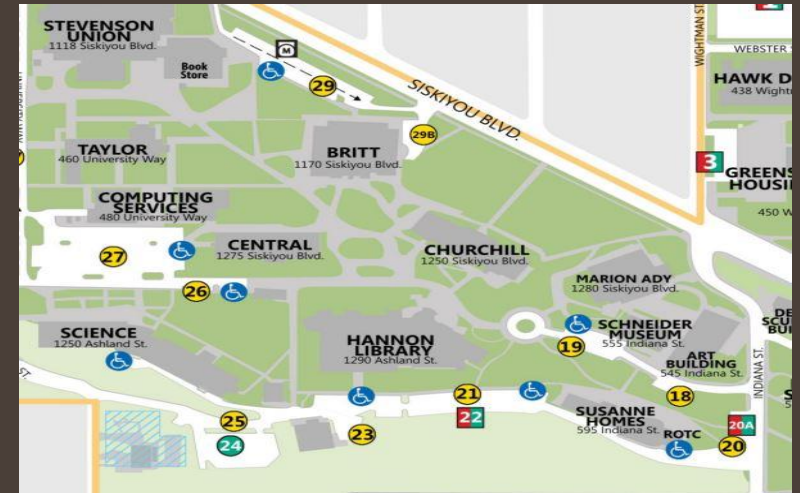 STEVENSON
UNION
1118 Siskiyou Blvd.
Book
Store
M
29
SISKIYOU BLVD.
WIGHTMAN ST
WEBSTER
HAWK D
438 Wight
29B
TAYLOR
460 University Way
BRITT
1170 Siskiyou Blvd.
3
GREENS
HOUSI
450 W
COMPUTING
SERVICES
480 University Way
CENTRAL
1275 Siskiyou Blvd.
CHURCHILL
1250 Siskiyou Blvd.
27
26
MARION ADY
1280 Siskiyou Blvd.
SCIENCE
1250 Ashland St.
HANNON
LIBRARY
1290 Ashland St.
SCHNEIDER
MUSEUM
555 Indiana St.
19
DE
SCU
BUI
ART
BUILDING
545 Indiana St.
INDIANA ST.
ST.
18
21
22
25
24
23
SUSANNE
HOMES
595 Indiana St.
ROTC
20A
20
S